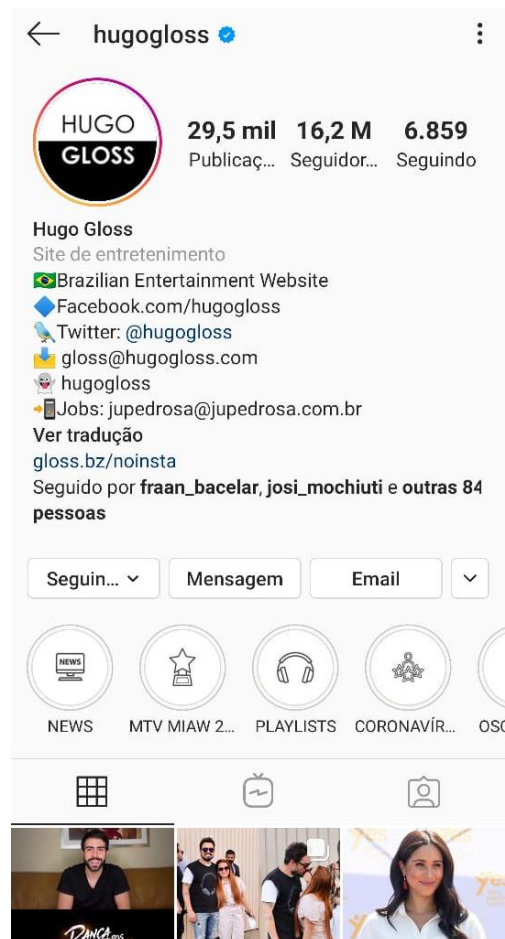 hugogloss
HUGO
GLOSS
29,5 mil 16,2 M 6.859
Publicaç... Seguidor... Seguindo
Hugo Gloss
Site de entretenimento
🇧🇷Brazilian Entertainment Website
🔷Facebook.com/hugogloss
🐦Twitter: @hugogloss
📩 gloss@hugogloss.com
👻 hugogloss
📲Jobs: jupedrosa@jupedrosa.com.br
Ver tradução
gloss.bz/noinsta
Seguido por fraan_bacelar, josi_mochiuti e outras 84
pessoas
Seguin... Mensagem Email
NEWS
NEWS MTV MIAW 2... PLAYLISTS CORONAVÍR... OSC
DANÇA DOS
yes